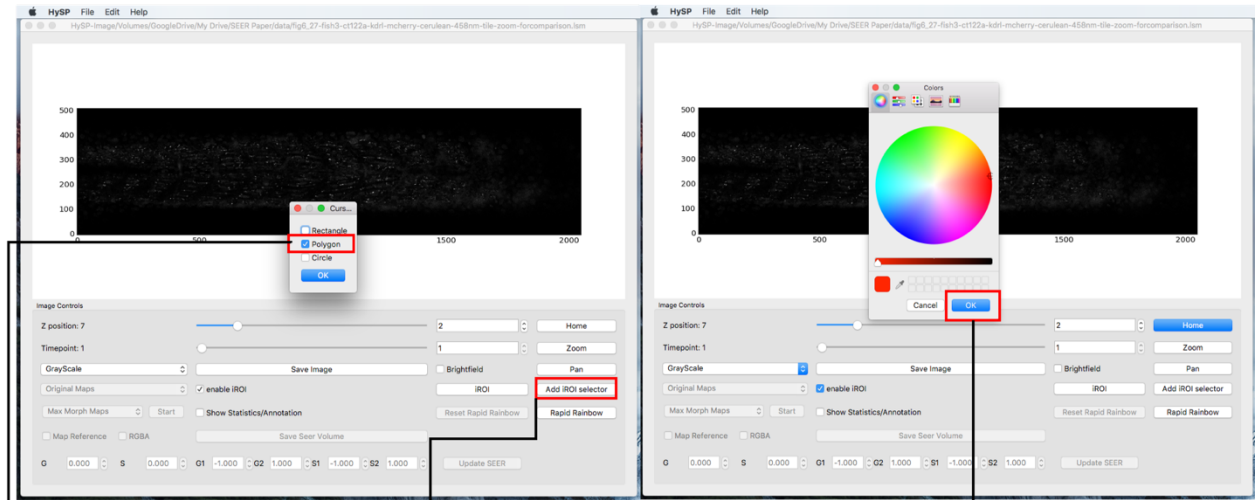 HySP File Edit Help
HySP-Image/Volumes/GoogleDrive/My Drive/SEER Paper/data/fig6_27-fish3-ct122a-kdrl-mcherry-cerulean-458nm-tile-zoom-forcomparison.lsm
500
400
300
200
100
0
500
1500
2000
Curs...
Rectangle
Polygon
Circle
OK
Image Controls
Z position: 7 2 Home
Timepoint: 1 1 Zoom
GrayScale Save Image Brightfield Pan
Original Maps enable iROI iROI Add iROI selector
Max Morph Maps Start Show Statistics/Annotation Reset Rapid Rainbow Rapid Rainbow
Map Reference RGBA Save Seer Volume
G 0.000 S 0.000 G1 -1.000 G2 1.000 S1 -1.000 S2 1.000 Update SEER
HySP File Edit Help
HySP-Image/Volumes/GoogleDrive/My Drive/SEER Paper/data/fig6_27-fish3-ct122a-kdrl-mcherry-cerulean-458nm-tile-zoom-forcomparison.lsm
Colors
500
400
300
200
100
0
500
1500
2000
Cancel OK
Image Controls
Z position: 7 2 Home
Timepoint: 1 1 Zoom
GrayScale Save Image Brightfield Pan
Original Maps enable iROI iROI Add iROI selector
Max Morph Maps Start Show Statistics/Annotation Reset Rapid Rainbow Rapid Rainbow
Map Reference RGBA Save Seer Volume
G 0.000 S 0.000 G1 -1.000 G2 1.000 S1 -1.000 S2 1.000 Update SEER